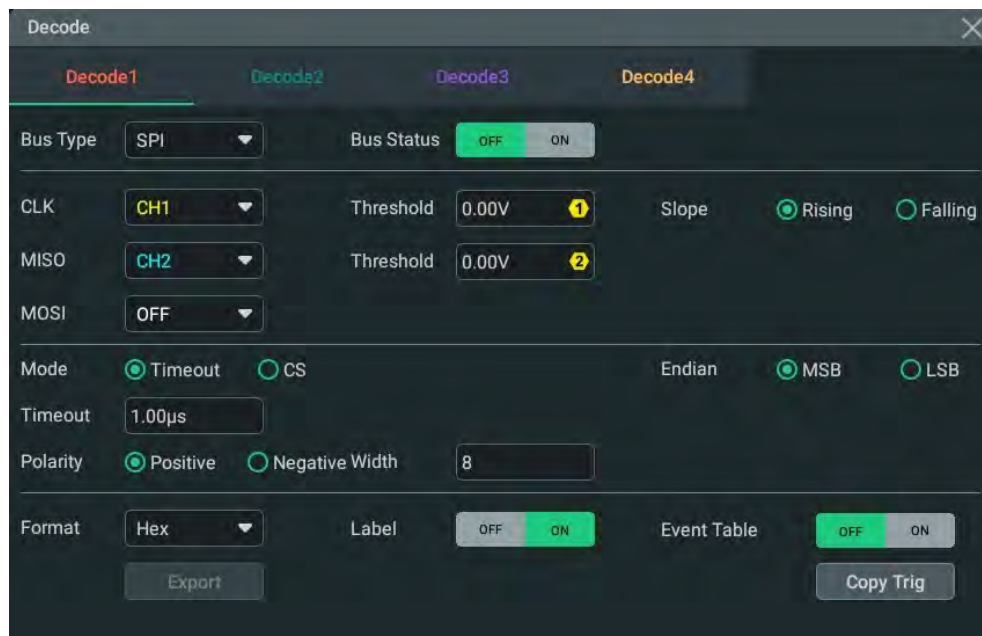 Decode
Decode1 Decode2 Decode3 Decode4
Bus Type SPI Bus Status OFF ON
CLK CH1 Threshold 0.00V 1 Slope Rising Falling
MISO CH2 Threshold 0.00V 2
MOSI OFF
Mode Timeout CS Endian MSB LSB
Timeout 1.00µs
Polarity Positive Negative Width 8
Format Hex Label OFF ON Event Table OFF ON
Export Copy Trig